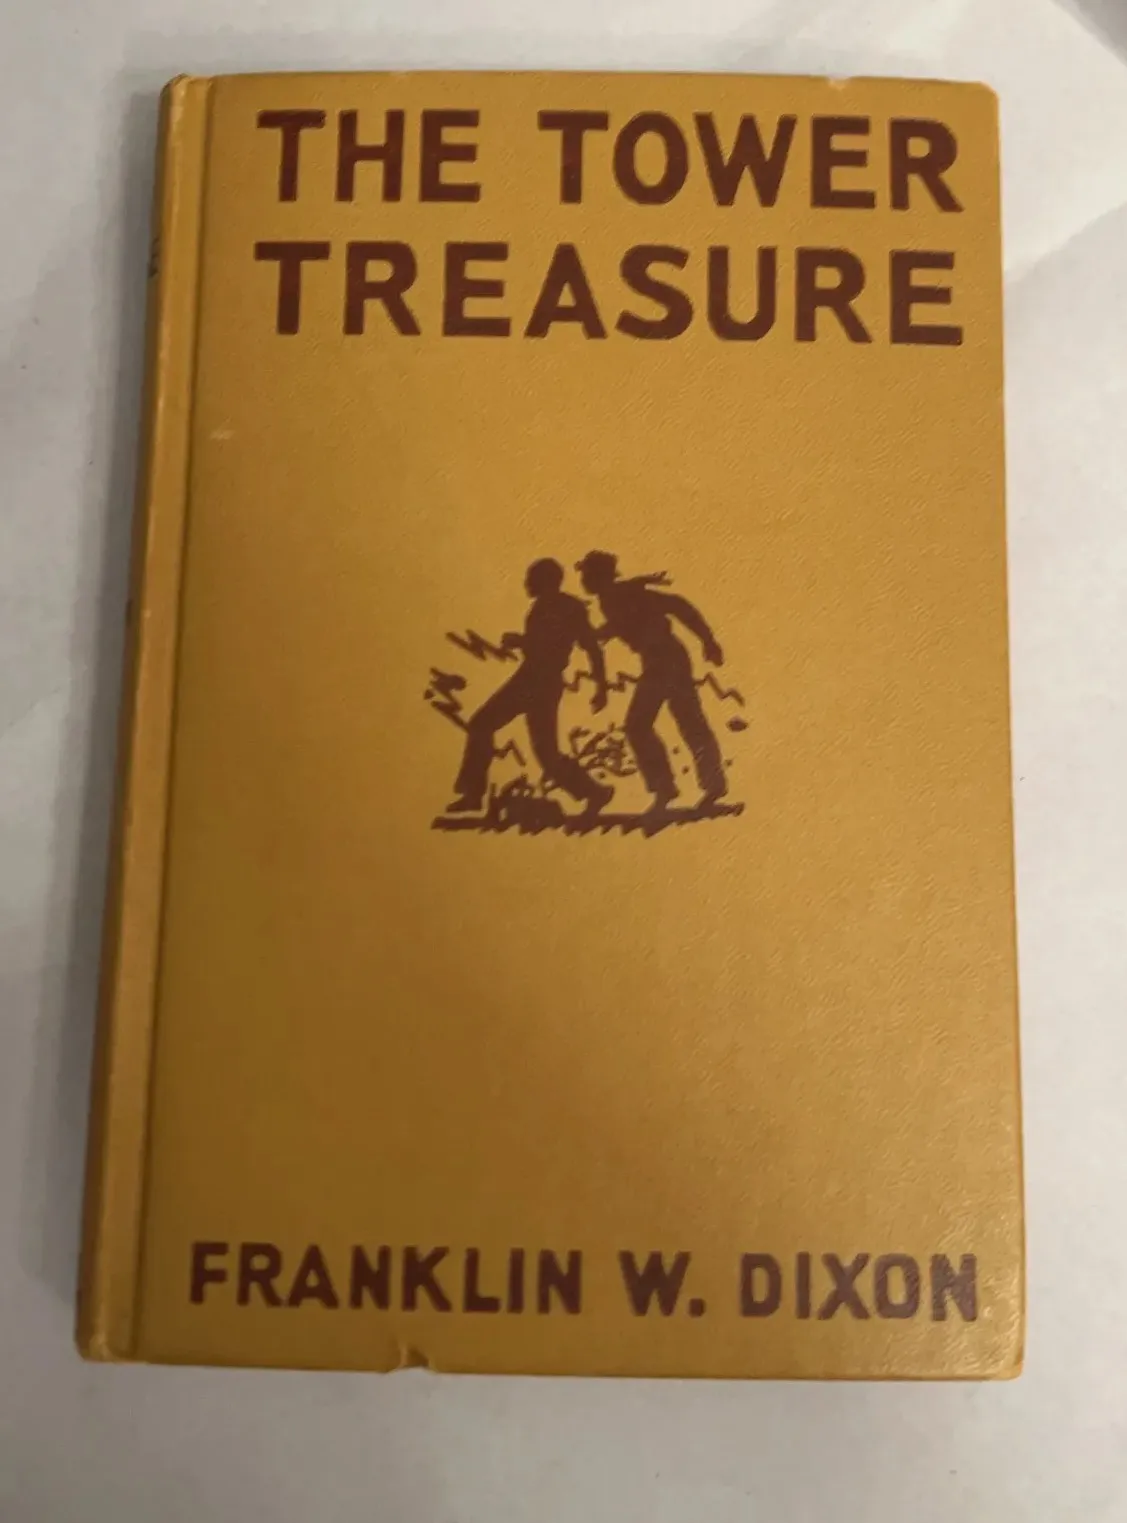 THE TOWER
TREASURE
FRANKLIN W. DIXON